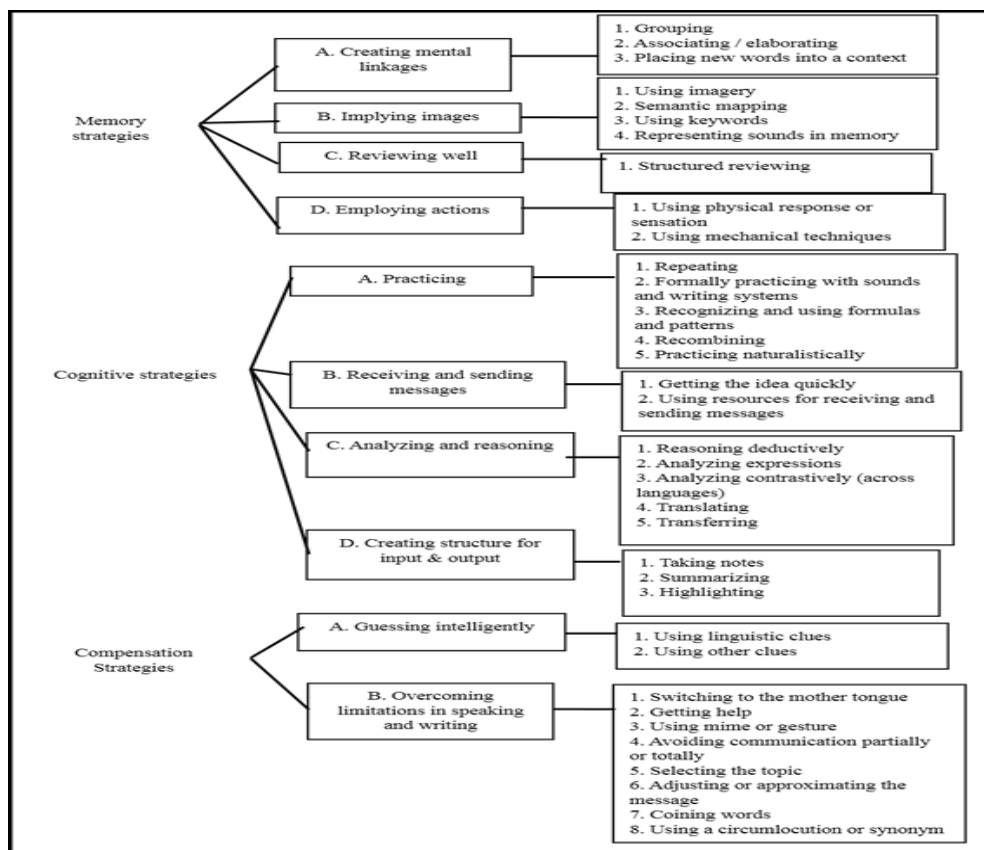 Memory
strategies
A. Creating mental
linkages
1. Grouping
2. Associating / elaborating
3. Placing new words into a context
B. Implying images
1. Using imagery
2. Semantic mapping
3. Using keywords
4. Representing sounds in memory
C. Reviewing well
1. Structured reviewing
D. Employing actions
1. Using physical response or
sensation
2. Using mechanical techniques
Cognitive strategies
A. Practicing
1. Repeating
2. Formally practicing with sounds
and writing systems
3. Recognizing and using formulas
and patterns
4. Recombining
5. Practicing naturalistically
B. Receiving and sending
messages
1. Getting the idea quickly
2. Using resources for receiving and
sending messages
C. Analyzing and reasoning
1. Reasoning deductively
2. Analyzing expressions
3. Analyzing contrastively (across
languages)
4. Translating
5. Transferring
D. Creating structure for
input & output
1. Taking notes
2. Summarizing
3. Highlighting
Compensation
Strategies
A. Guessing intelligently
1. Using linguistic clues
2. Using other clues
B. Overcoming
limitations in speaking
and writing
1. Switching to the mother tongue
2. Getting help
3. Using mime or gesture
4. Avoiding communication partially
or totally
5. Selecting the topic
6. Adjusting or approximating the
message
7. Coining words
8. Using a circumlocution or synonym